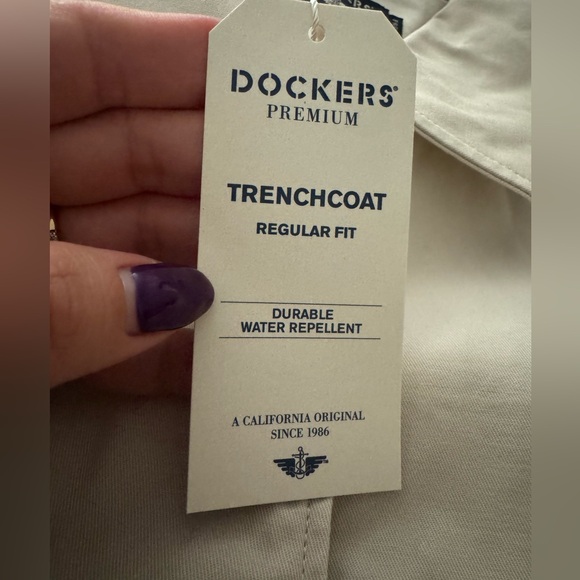 DOCKERS®
PREMIUM
TRENCHCOAT
REGULAR FIT
DURABLE
WATER REPELLENT
A CALIFORNIA ORIGINAL
SINCE 1986